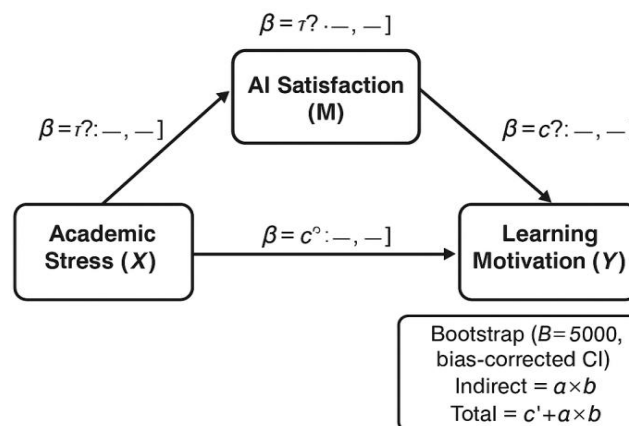 β = τ? · —, —]
AI Satisfaction
(M)
β = τ?: —, —]
β = c?: —, —]
Academic
Stress (X)
β = c°: —, —]
Learning
Motivation (Y)
Bootstrap (B = 5000,
bias-corrected CI)
Indirect = a×b
Total = c'+a×b